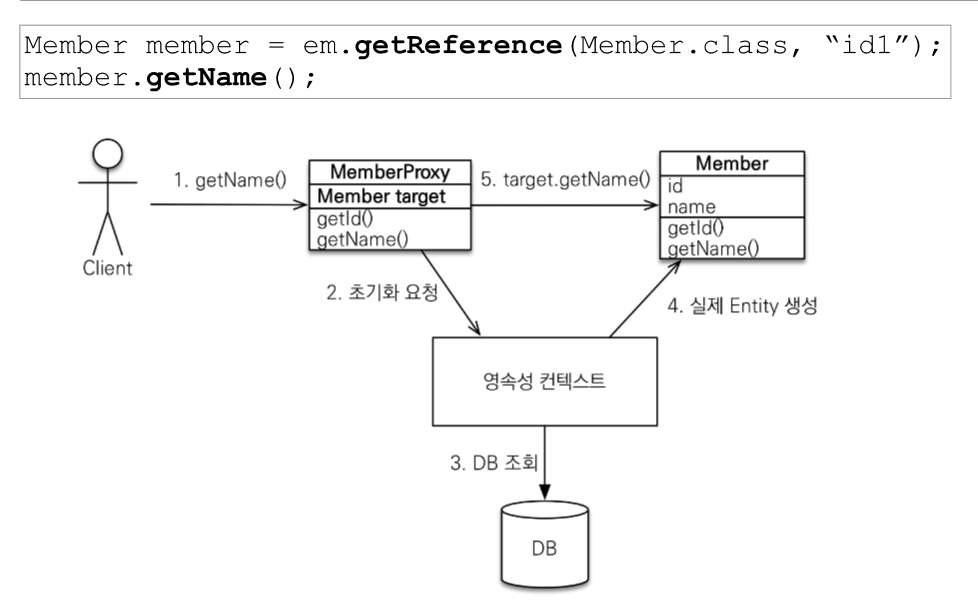 Member member = em.getReference(Member.class, “id1”);
member.getName();
1. getName()
MemberProxy
Member target
getId()
getName()
5. target.getName()
Member
id
name
getId()
getName()
Client
2. 초기화 요청
4. 실제 Entity 생성
영속성 컨텍스트
3. DB 조회
DB